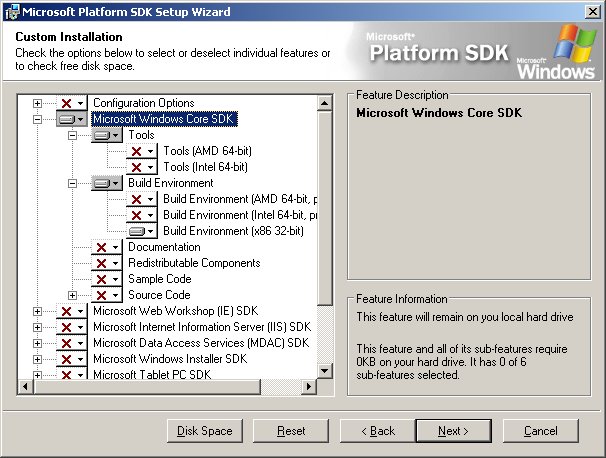 Microsoft Platform SDK Setup Wizard
Custom Installation
Check the options below to select or deselect individual features or
to check free disk space.
Microsoft®
Platform SDK
Microsoft®
Windows
Configuration Options
Microsoft Windows Core SDK
Tools
Tools (AMD 64-bit)
Tools (Intel 64-bit)
Build Environment
Build Environment (AMD 64-bit, p
Build Environment (Intel 64-bit, pr
Build Environment (x86 32-bit)
Documentation
Redistributable Components
Sample Code
Source Code
Microsoft Web Workshop (IE) SDK
Microsoft Internet Information Server (IIS) SDK
Microsoft Data Access Services (MDAC) SDK
Microsoft Windows Installer SDK
Microsoft Tablet PC SDK
Feature Description
Microsoft Windows Core SDK
Feature Information
This feature will remain on you local hard drive
This feature and all of its sub-features require
0KB on your hard drive. It has 0 of 6
sub-features selected.
Disk Space
Reset
< Back
Next >
Cancel